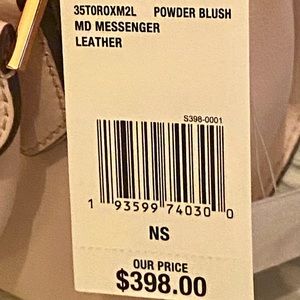 35T0R0XM2L POWDER BLUSH
MD MESSENGER
LEATHER
S398-0001
1 93599 74030 0
NS
OUR PRICE
$398.00